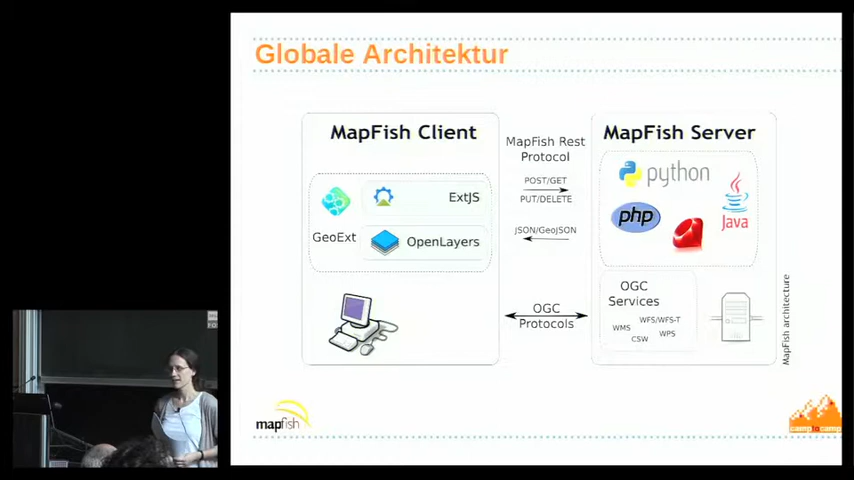 Globale Architektur
MapFish Client
MapFish Rest
Protocol
MapFish Server
POST/GET
PUT/DELETE
JSON/GeoJSON
ExtJS
GeoExt
OpenLayers
python
php
Java
OGC
Protocols
OGC
Services
WFS/WFS-T
WMS
WPS
CSW
MapFish architecture
mapfish
camptocamp